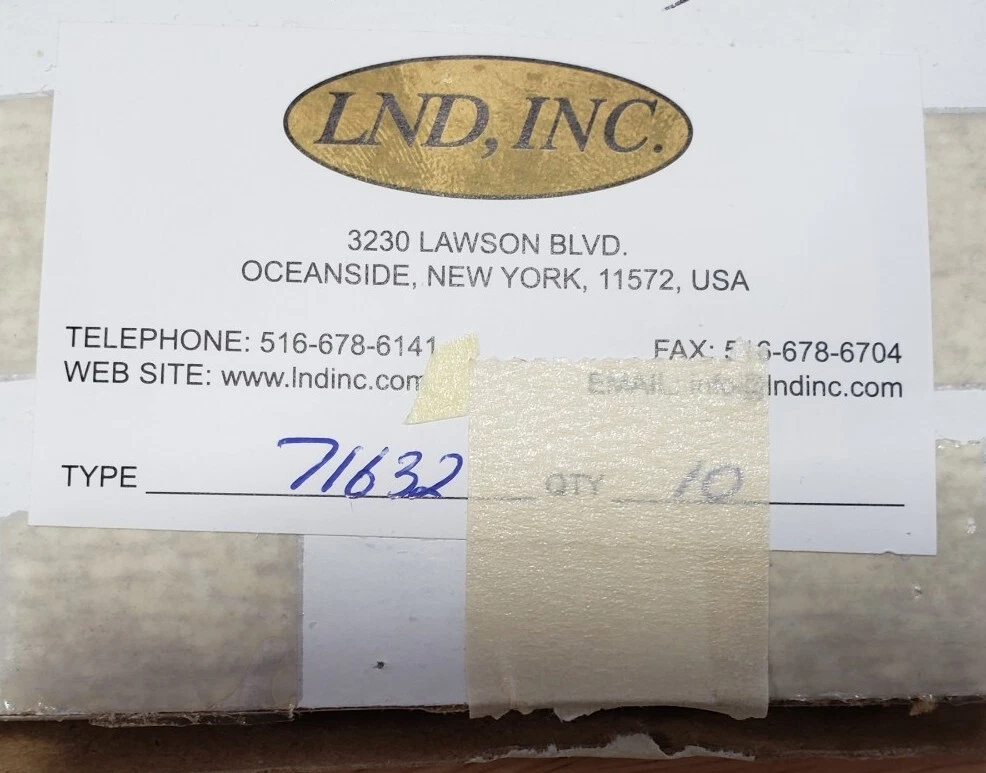 LND, INC.
3230 LAWSON BLVD.
OCEANSIDE, NEW YORK, 11572, USA
TELEPHONE: 516-678-6141 FAX: 516-678-6704
WEB SITE: www.lndinc.com EMAIL: info@lndinc.com
TYPE 71632 QTY 10